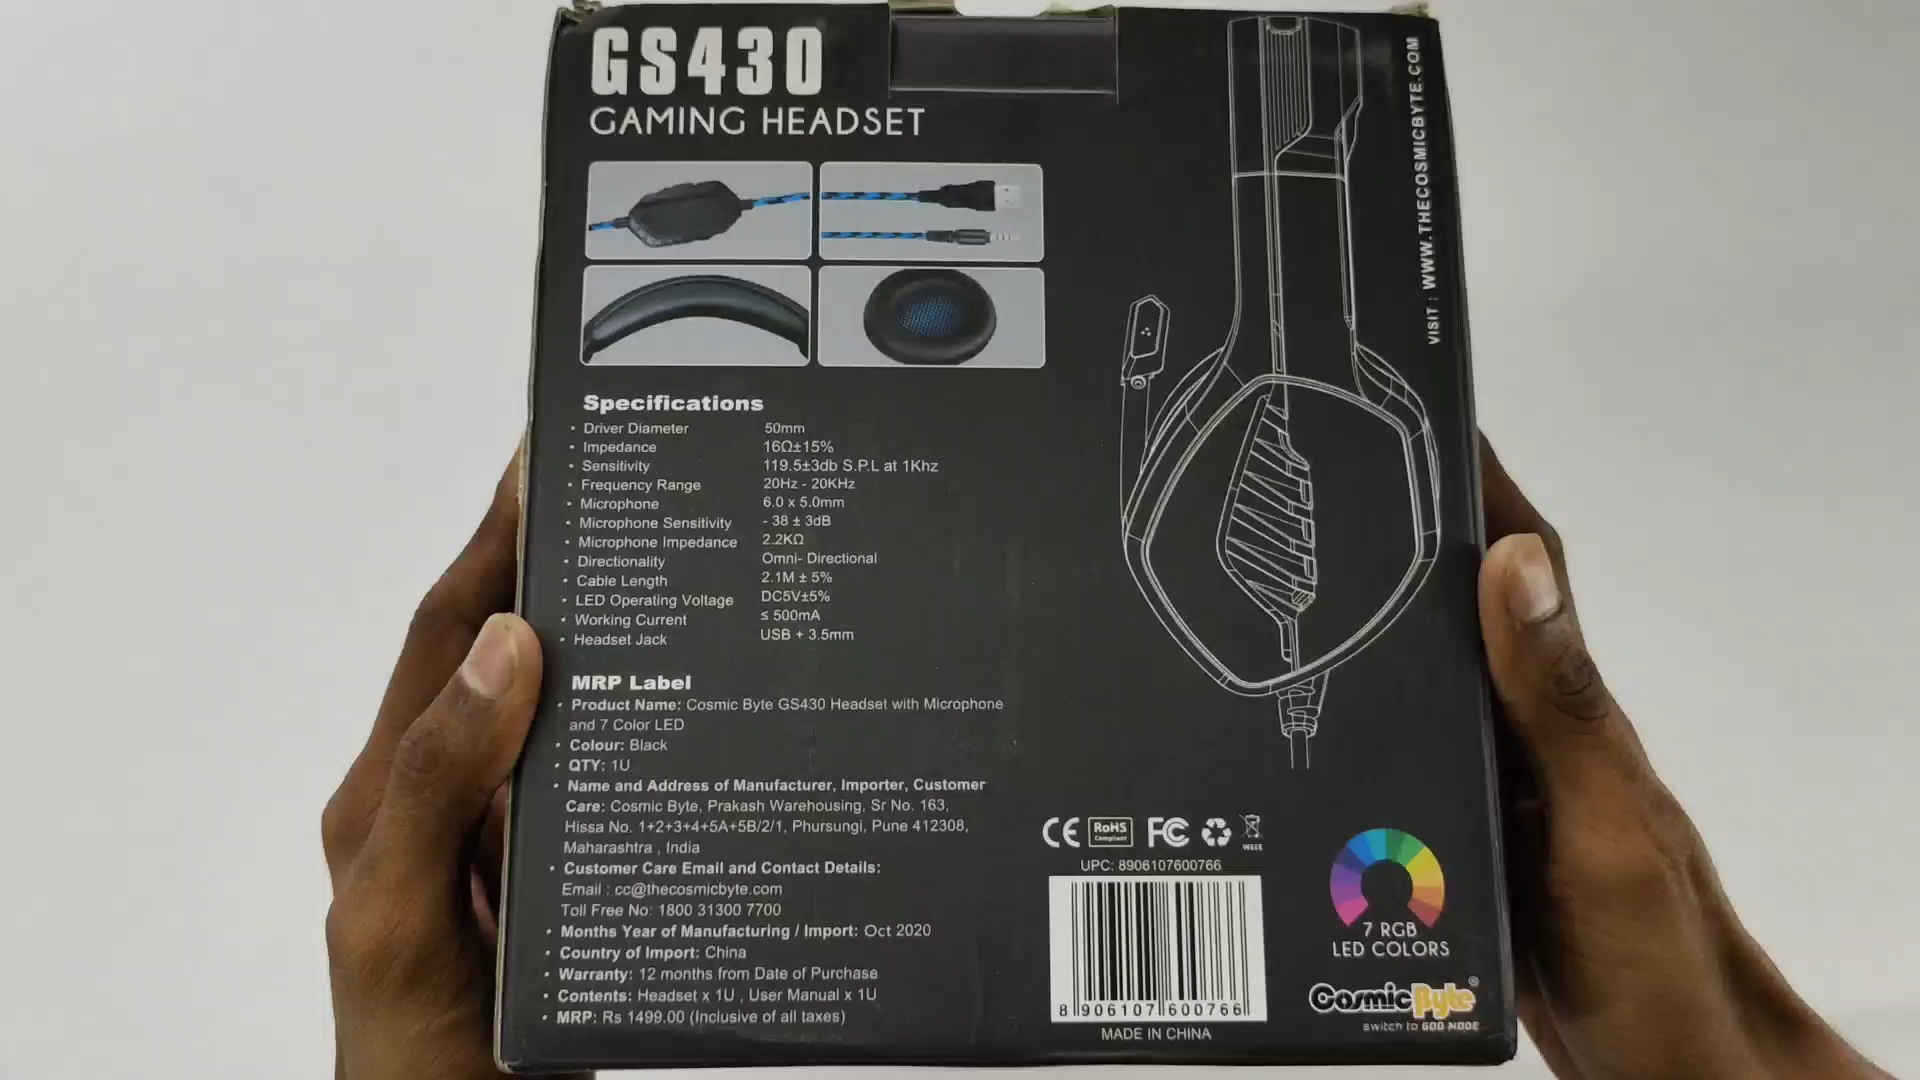 GS430
GAMING HEADSET
VISIT : WWW.THECOSMICBYTE.COM
Specifications
• Driver Diameter 50mm
• Impedance 16Ω±15%
• Sensitivity 119.5±3db S.P.L at 1Khz
• Frequency Range 20Hz - 20KHz
• Microphone 6.0 x 5.0mm
• Microphone Sensitivity - 38 ± 3dB
• Microphone Impedance 2.2KΩ
• Directionality Omni- Directional
• Cable Length 2.1M ± 5%
• LED Operating Voltage DC5V±5%
• Working Current ≤ 500mA
• Headset Jack USB + 3.5mm
MRP Label
• Product Name: Cosmic Byte GS430 Headset with Microphone
and 7 Color LED
• Colour: Black
• QTY: 1U
• Name and Address of Manufacturer, Importer, Customer
Care: Cosmic Byte, Prakash Warehousing, Sr No. 163,
Hissa No. 1+2+3+4+5A+5B/2/1, Phursungi, Pune 412308,
Maharashtra , India
• Customer Care Email and Contact Details:
Email : cc@thecosmicbyte.com
Toll Free No: 1800 31300 7700
• Months Year of Manufacturing / Import: Oct 2020
• Country of Import: China
• Warranty: 12 months from Date of Purchase
• Contents: Headset x 1U , User Manual x 1U
• MRP: Rs 1499.00 (Inclusive of all taxes)
CE RoHS Compliant FC WEEE
UPC: 8906107600766
8 906107 600766
MADE IN CHINA
7 RGB
LED COLORS
Cosmic Byte®
switch to GOD MODE